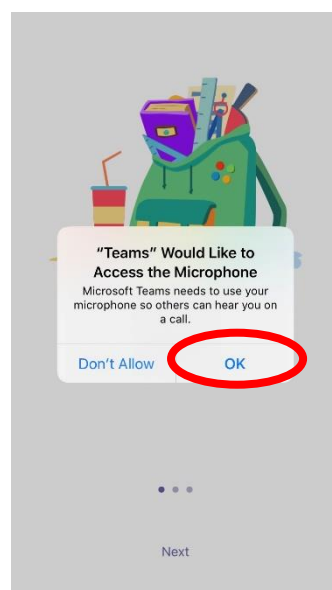 "Teams" Would Like to
Access the Microphone
Microsoft Teams needs to use your
microphone so others can hear you on
a call.
Don't Allow
OK
Next